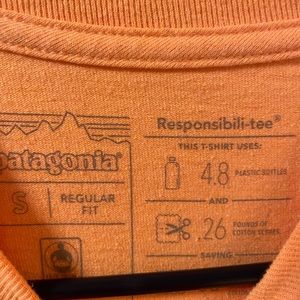 patagonia®
S
REGULAR
FIT
Responsibili-tee®
THIS T-SHIRT USES:
4.8 PLASTIC BOTTLES
AND
.26 POUNDS OF
COTTON SCRAPS
SAVING